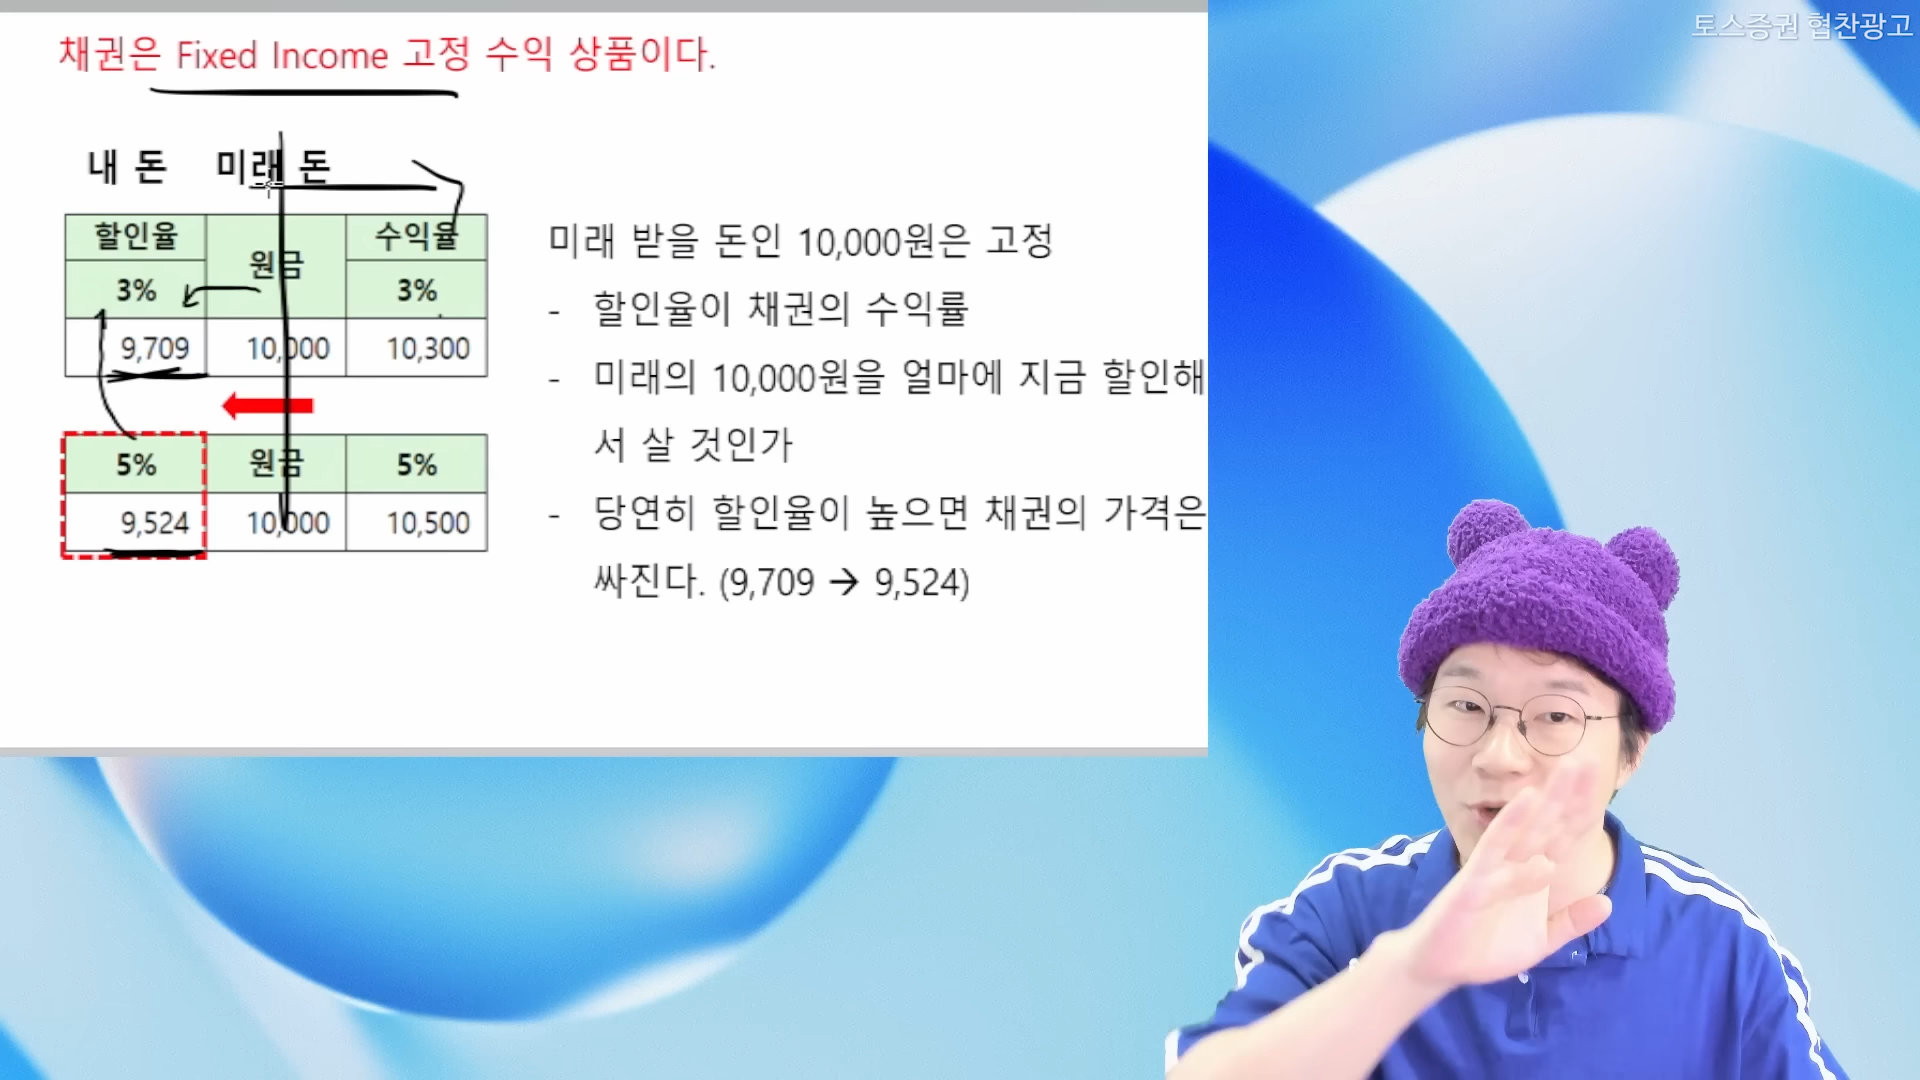 토스증권 협찬광고
채권은 Fixed Income 고정 수익 상품이다.
내 돈 미래 돈
할인율 원금 수익율
3% 3%
9,709 10,000 10,300
5% 원금 5%
9,524 10,000 10,500
미래 받을 돈인 10,000원은 고정
- 할인율이 채권의 수익률
- 미래의 10,000원을 얼마에 지금 할인해
서 살 것인가
- 당연히 할인율이 높으면 채권의 가격은
싸진다. (9,709 → 9,524)